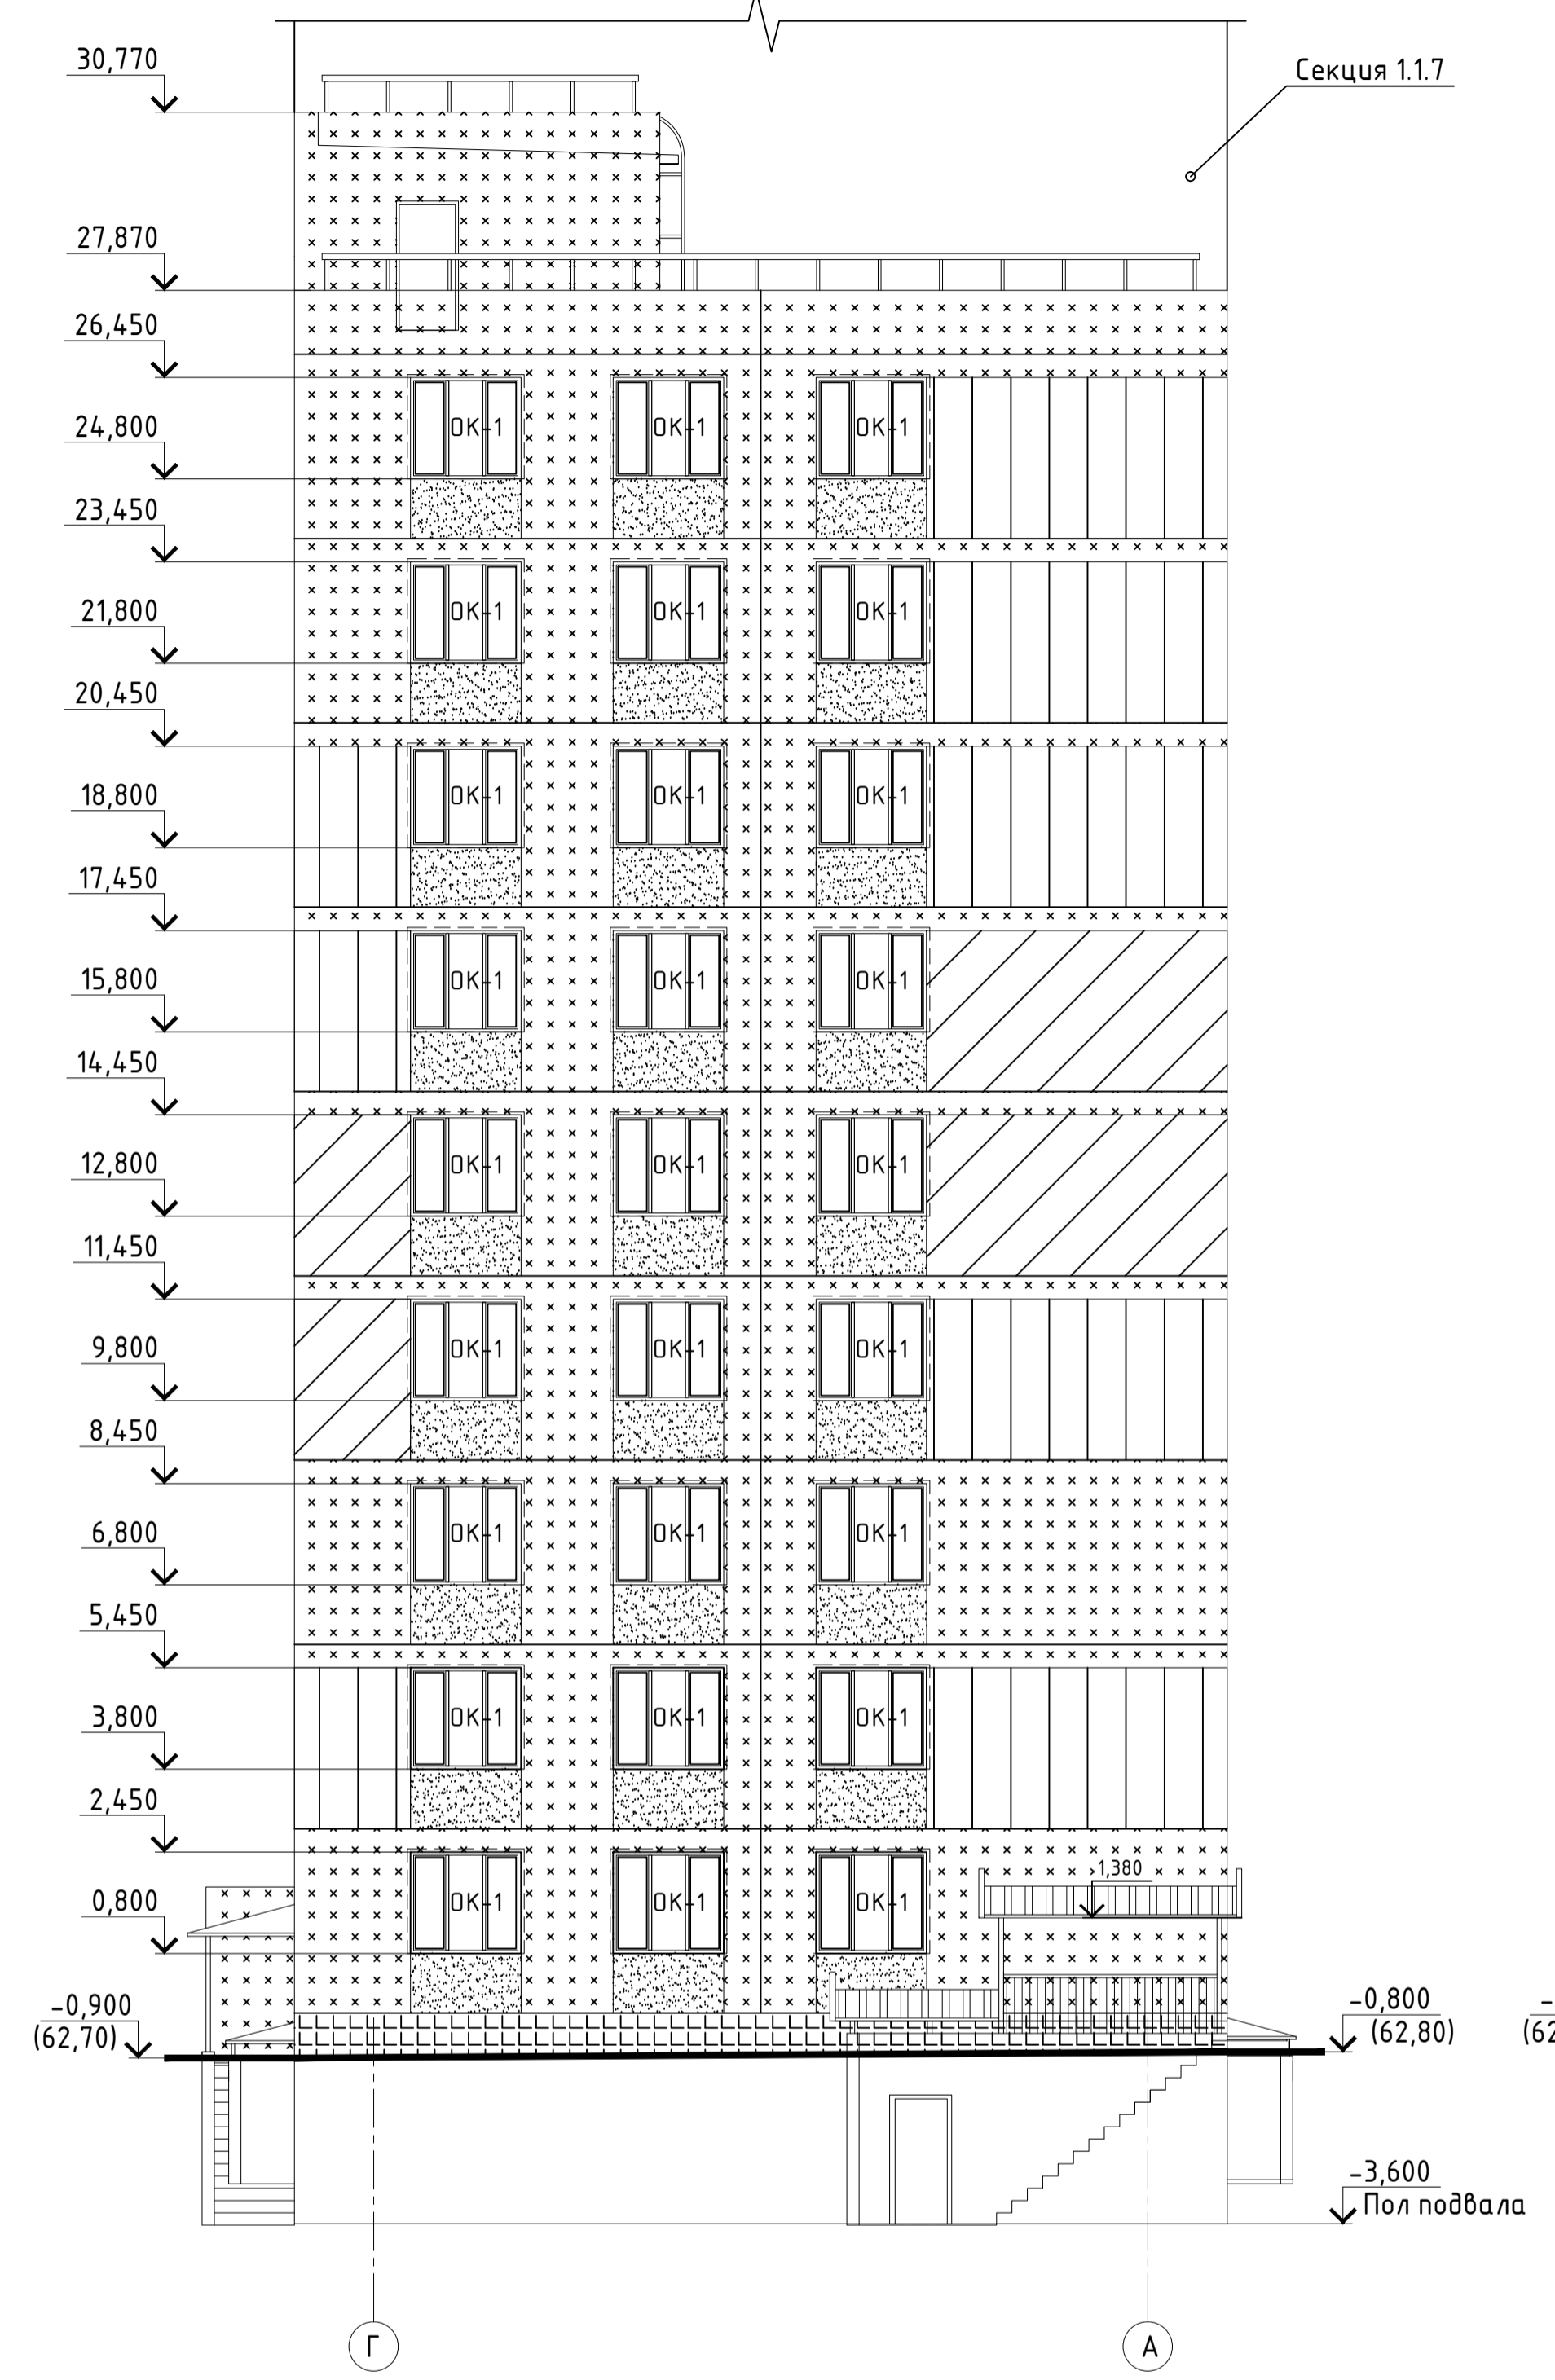 30,770
Секция 1.1.7
27,870
26,450
ОК-1 ОК-1 ОК-1
24,800
23,450
ОК-1 ОК-1 ОК-1
21,800
20,450
ОК-1 ОК-1 ОК-1
18,800
17,450
ОК-1 ОК-1 ОК-1
15,800
14,450
ОК-1 ОК-1 ОК-1
12,800
11,450
ОК-1 ОК-1 ОК-1
9,800
8,450
ОК-1 ОК-1 ОК-1
6,800
5,450
ОК-1 ОК-1 ОК-1
3,800
2,450
1,380
ОК-1 ОК-1 ОК-1
0,800
-0,900
(62,70)
-0,800
(62,80)
-3,600
Пол подвала
Г А